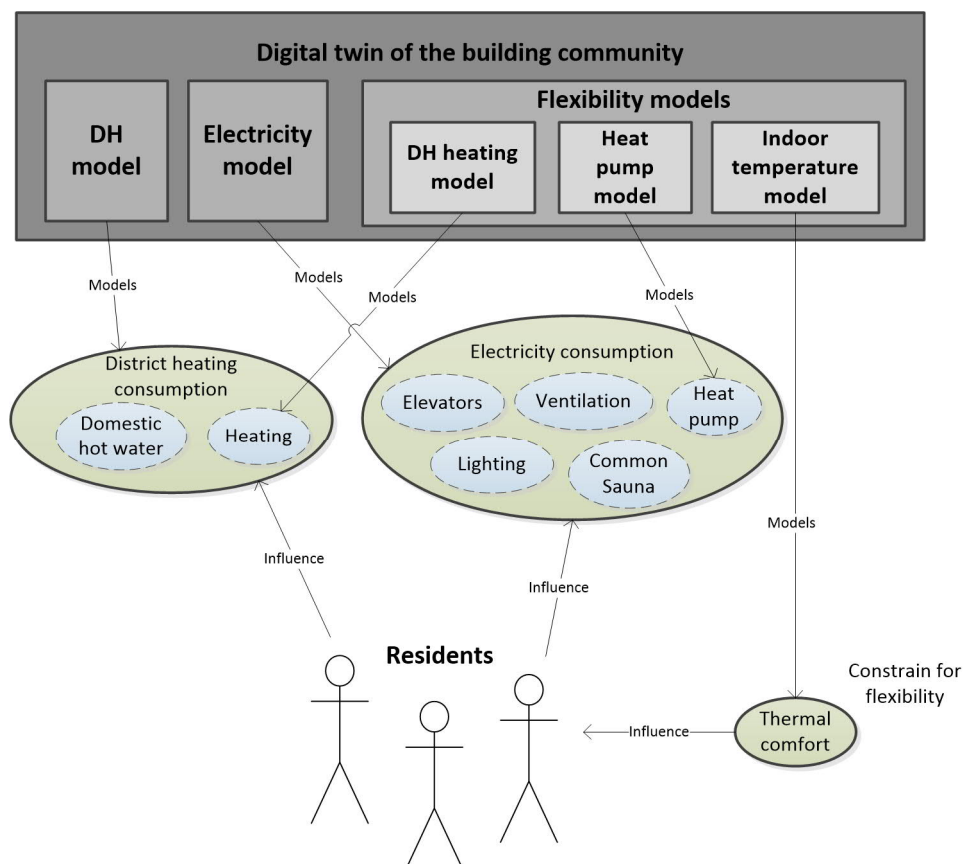 Digital twin of the building community
DH
model
Electricity
model
Flexibility models
DH heating
model
Heat
pump
model
Indoor
temperature
model
Models
Models
Models
Models
District heating
consumption
Domestic
hot water
Heating
Electricity consumption
Elevators
Ventilation
Heat
pump
Lighting
Common
Sauna
Models
Influence
Influence
Residents
Constrain for
flexibility
Influence
Thermal
comfort